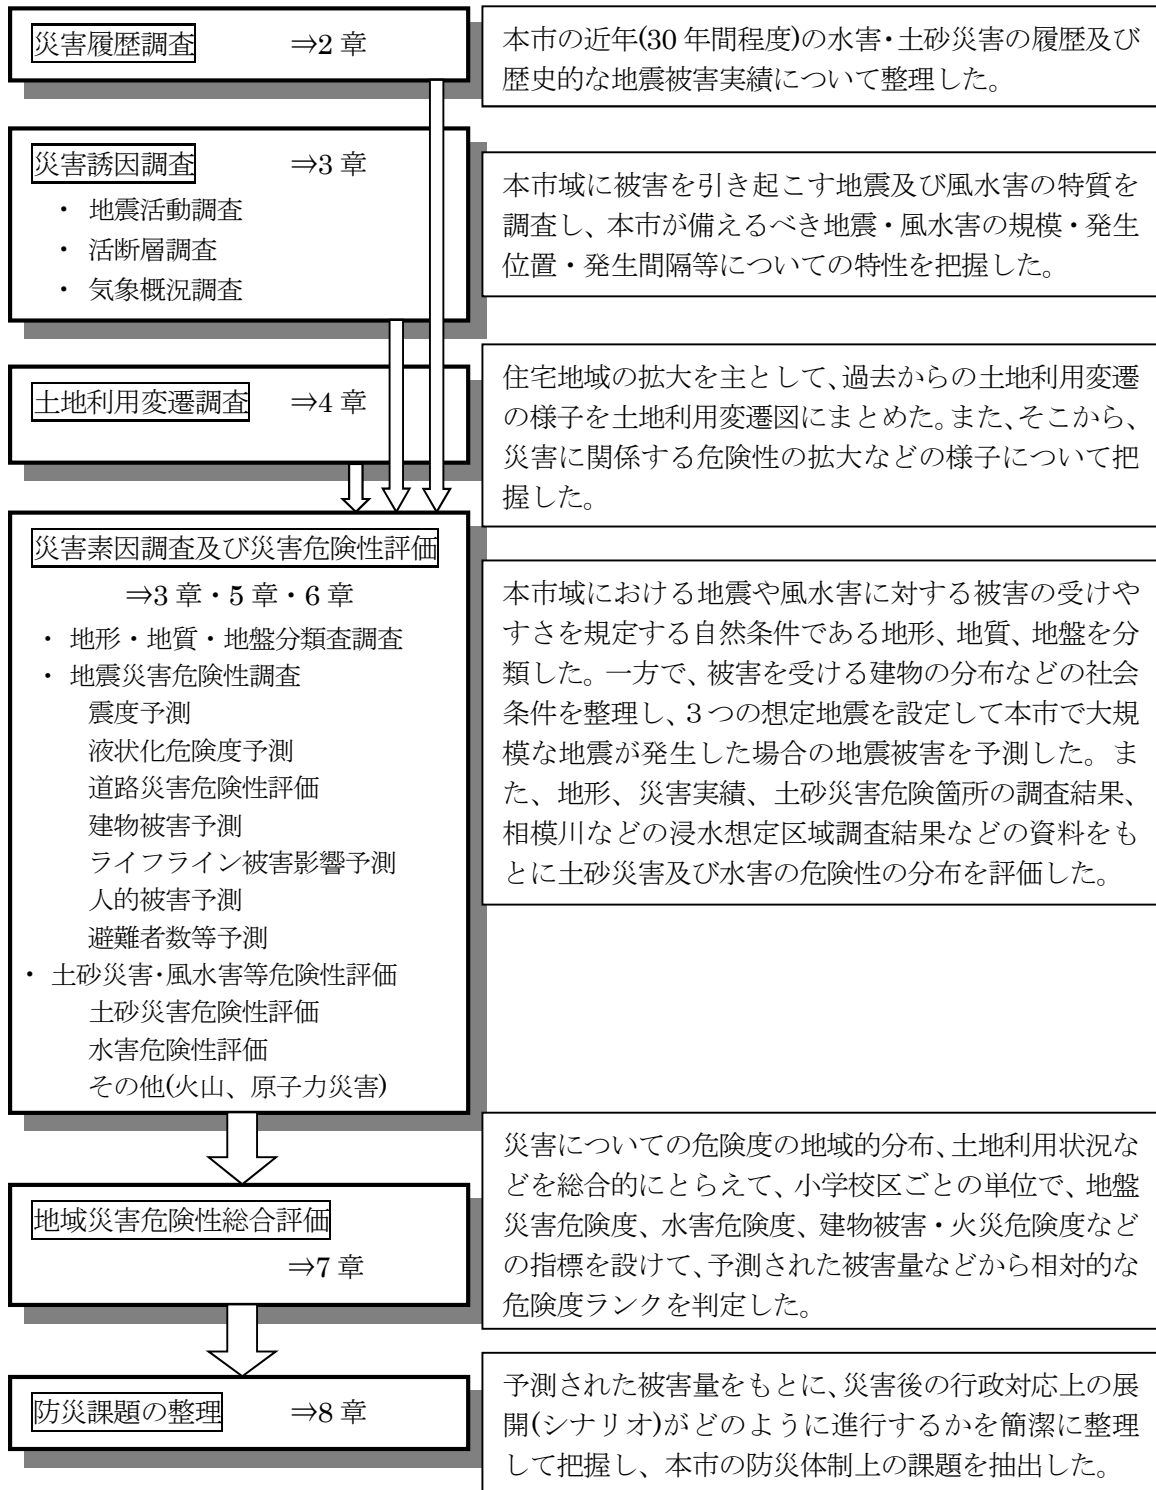 災害履歴調査 ⇒2 章
本市の近年(30 年間程度)の水害・土砂災害の履歴及び
歴史的な地震被害実績について整理した。
災害誘因調査 ⇒3 章
・ 地震活動調査
・ 活断層調査
・ 気象概況調査
本市域に被害を引き起こす地震及び風水害の特質を
調査し、本市が備えるべき地震・風水害の規模・発生
位置・発生間隔等についての特性を把握した。
土地利用変遷調査 ⇒4 章
住宅地域の拡大を主として、過去からの土地利用変遷
の様子を土地利用変遷図にまとめた。また、そこから、
災害に関係する危険性の拡大などの様子について把
握した。
災害素因調査及び災害危険性評価
⇒3 章・5 章・6 章
・ 地形・地質・地盤分類査調査
・ 地震災害危険性調査
震度予測
液状化危険度予測
道路災害危険性評価
建物被害予測
ライフライン被害影響予測
人的被害予測
避難者数等予測
・ 土砂災害・風水害等危険性評価
土砂災害危険性評価
水害危険性評価
その他(火山、原子力災害)
本市域における地震や風水害に対する被害の受けや
すさを規定する自然条件である地形、地質、地盤を分
類した。一方で、被害を受ける建物の分布などの社会
条件を整理し、３つの想定地震を設定して本市で大規
模な地震が発生した場合の地震被害を予測した。ま
た、地形、災害実績、土砂災害危険箇所の調査結果、
相模川などの浸水想定区域調査結果などの資料をも
とに土砂災害及び水害の危険性の分布を評価した。
地域災害危険性総合評価
⇒7 章
災害についての危険度の地域的分布、土地利用状況な
どを総合的にとらえて、小学校区ごとの単位で、地盤
災害危険度、水害危険度、建物被害・火災危険度など
の指標を設けて、予測された被害量などから相対的な
危険度ランクを判定した。
防災課題の整理 ⇒8 章
予測された被害量をもとに、災害後の行政対応上の展
開(シナリオ)がどのように進行するかを簡潔に整理
して把握し、本市の防災体制上の課題を抽出した。